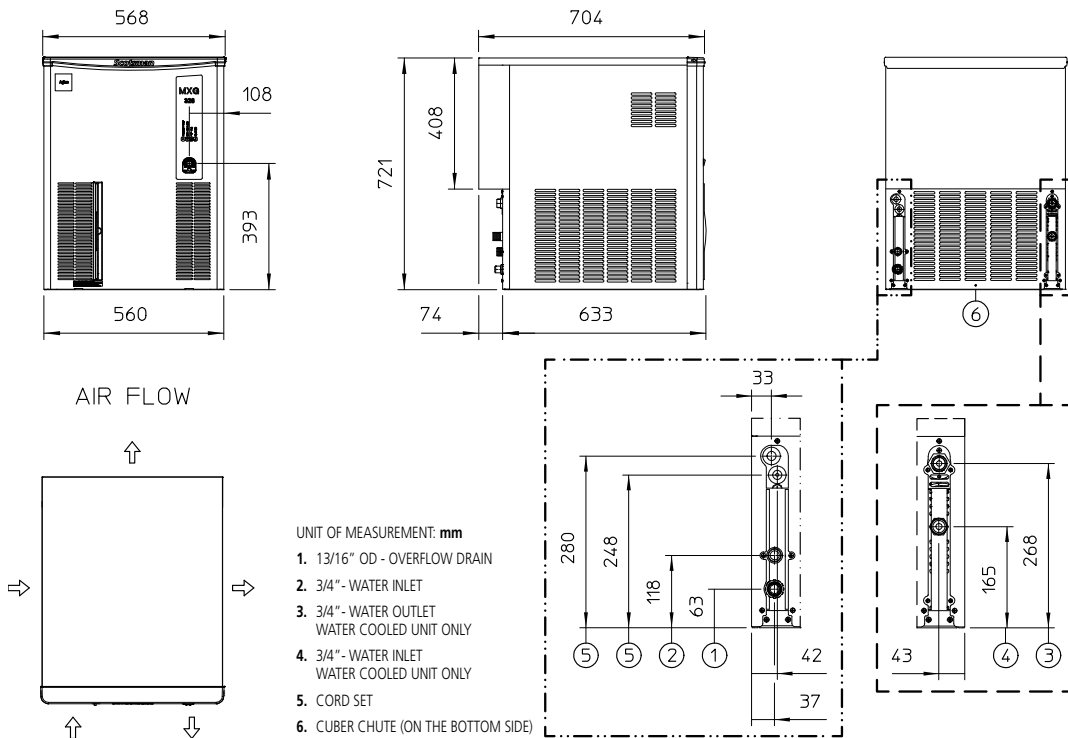 568
704
Scotsman
MXG
328
108
393
560
721
408
74
633
6
AIR FLOW
UNIT OF MEASUREMENT: mm
1. 13/16" OD - OVERFLOW DRAIN
2. 3/4" - WATER INLET
3. 3/4" - WATER OUTLET
WATER COOLED UNIT ONLY
4. 3/4" - WATER INLET
WATER COOLED UNIT ONLY
5. CORD SET
6. CUBER CHUTE (ON THE BOTTOM SIDE)
33
280
248
118
63
5
5
2
1
42
37
43
165
268
4
3